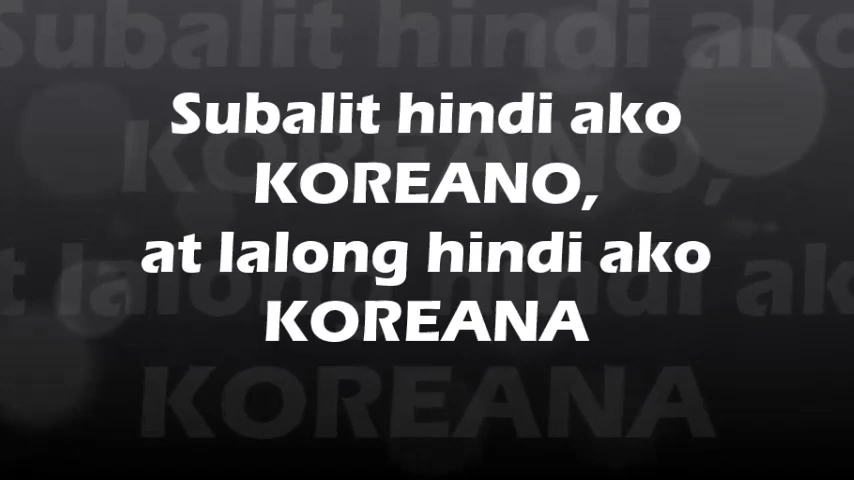 Subalit hindi ako
KOREANO,
at lalong hindi ako
KOREANA